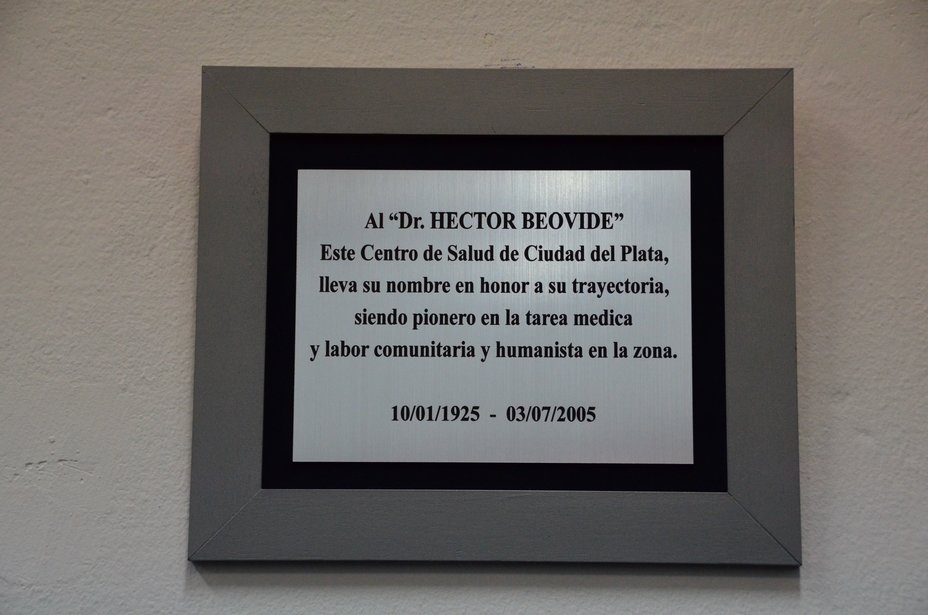 Al “Dr. HECTOR BEOVIDE”
Este Centro de Salud de Ciudad del Plata,
lleva su nombre en honor a su trayectoria,
siendo pionero en la tarea medica
y labor comunitaria y humanista en la zona.
10/01/1925 - 03/07/2005